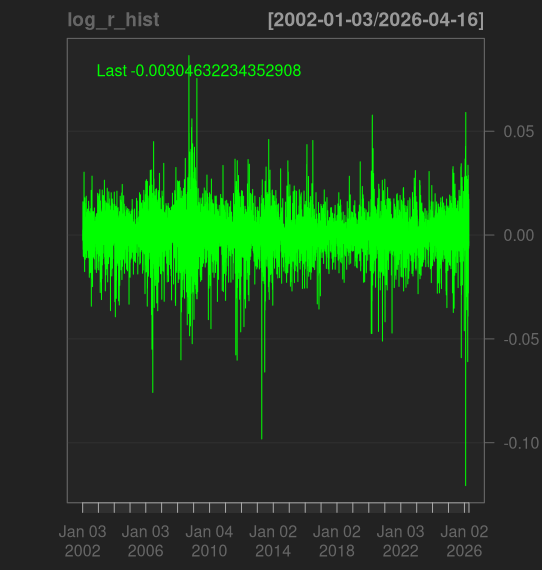 log_r_hist [2002-01-03/2026-04-16]
Last -0.00304632234352908
0.05
0.00
-0.05
-0.10
Jan 03 Jan 03 Jan 04 Jan 02 Jan 02 Jan 03 Jan 02
2002 2006 2010 2014 2018 2022 2026